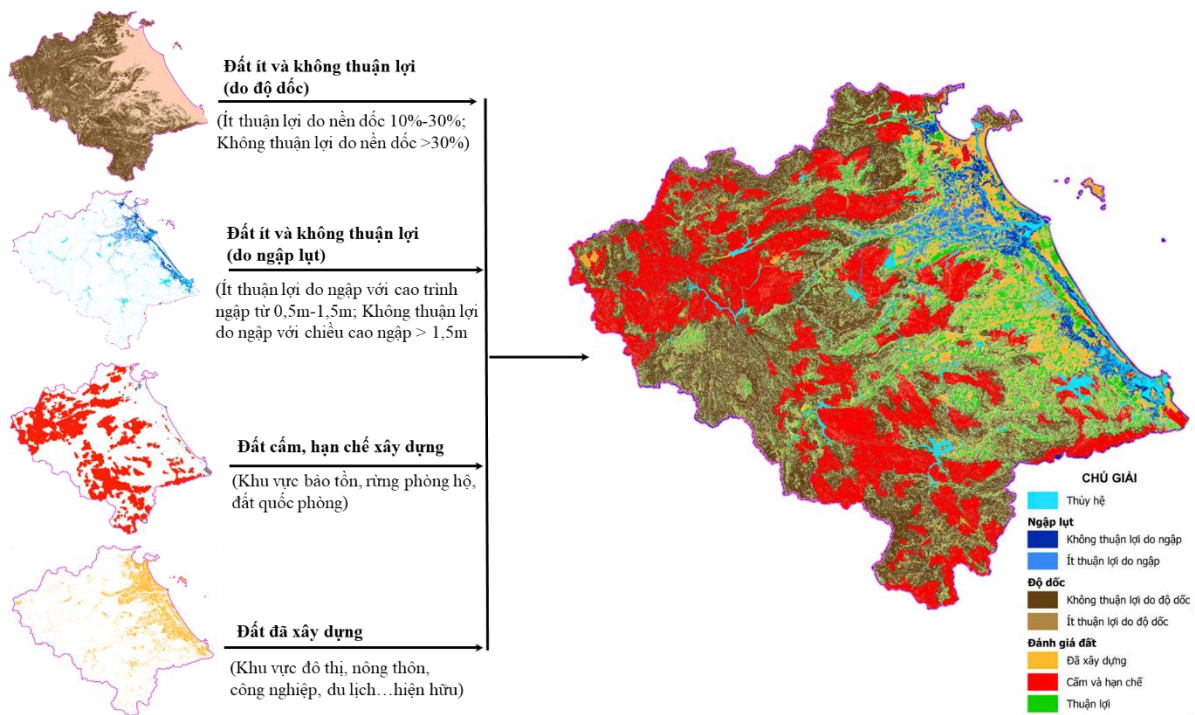 Đất ít và không thuận lợi
(do độ dốc)
(Ít thuận lợi do nền dốc 10%-30%;
Không thuận lợi do nền dốc >30%)
Đất ít và không thuận lợi
(do ngập lụt)
(Ít thuận lợi do ngập với cao trình
ngập từ 0,5m-1,5m; Không thuận lợi
do ngập với chiều cao ngập > 1,5m
Đất cấm, hạn chế xây dựng
(Khu vực bảo tồn, rừng phòng hộ,
đất quốc phòng)
Đất đã xây dựng
(Khu vực đô thị, nông thôn,
công nghiệp, du lịch…hiện hữu)
CHÚ GIẢI
Thủy hệ
Ngập lụt
Không thuận lợi do ngập
Ít thuận lợi do ngập
Độ dốc
Không thuận lợi do độ dốc
Ít thuận lợi do độ dốc
Đánh giá đất
Đã xây dựng
Cấm và hạn chế
Thuận lợi